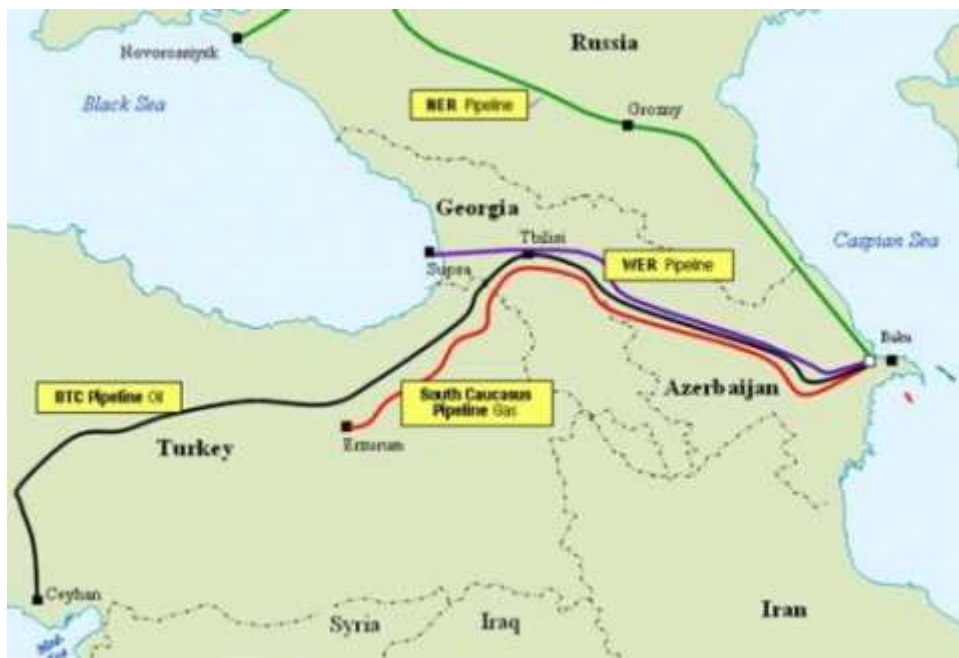 Russia
Novorossiysk
Black Sea
NER Pipeline
Grozny
Georgia
Tbilisi
Caspian Sea
Supsa
WER Pipeline
Baku
Azerbaijan
BTC Pipeline Oil
South Caucasus
Pipeline Gas
Turkey
Erzurum
Ceyhan
Iran
Syria
Iraq